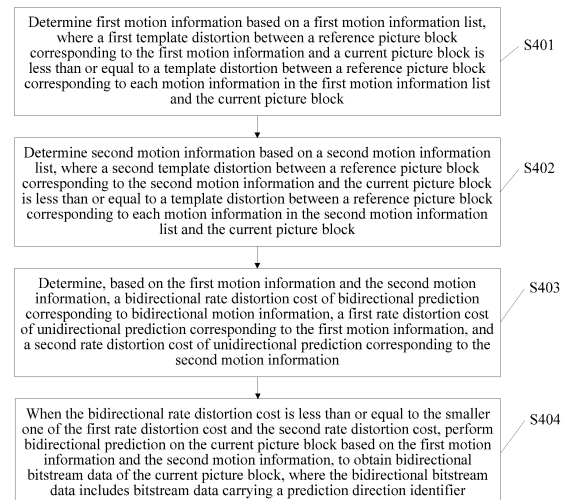 Determine first motion information based on a first motion information list,
where a first template distortion between a reference picture block
corresponding to the first motion information and a current picture block is
less than or equal to a template distortion between a reference picture block
corresponding to each motion information in the first motion information list
and the current picture block
S401
Determine second motion information based on a second motion information
list, where a second template distortion between a reference picture block
corresponding to the second motion information and the current picture block
is less than or equal to a template distortion between a reference picture block
corresponding to each motion information in the second motion information
list and the current picture block
S402
Determine, based on the first motion information and the second motion
information, a bidirectional rate distortion cost of bidirectional prediction
corresponding to bidirectional motion information, a first rate distortion cost
of unidirectional prediction corresponding to the first motion information, and
a second rate distortion cost of unidirectional prediction corresponding to the
second motion information
S403
When the bidirectional rate distortion cost is less than or equal to the smaller
one of the first rate distortion cost and the second rate distortion cost, perform
bidirectional prediction on the current picture block based on the first motion
information and the second motion information, to obtain bidirectional
bitstream data of the current picture block, where the bidirectional bitstream
data includes bitstream data carrying a prediction direction identifier
S404